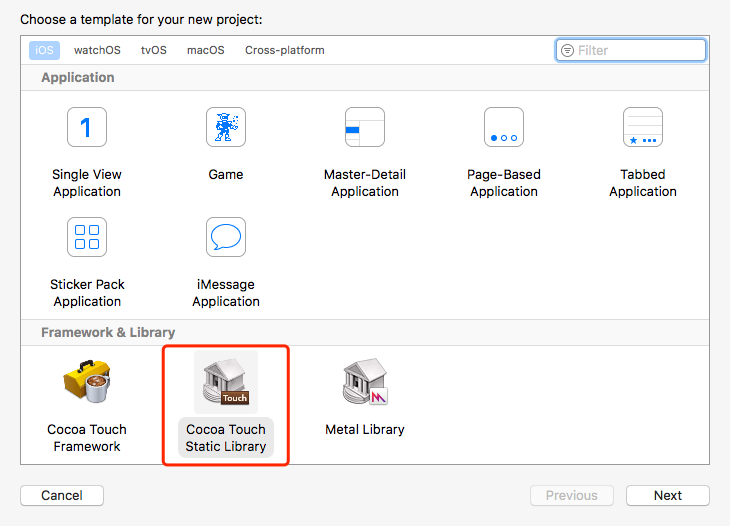 Choose a template for your new project:
iOS watchOS tvOS macOS Cross-platform Filter
Application
1
Single View
Application
Game
Master-Detail
Application
Page-Based
Application
Tabbed
Application
Sticker Pack
Application
iMessage
Application
Framework & Library
Touch
Cocoa Touch
Framework
Cocoa Touch
Static Library
Metal Library
Cancel Previous Next